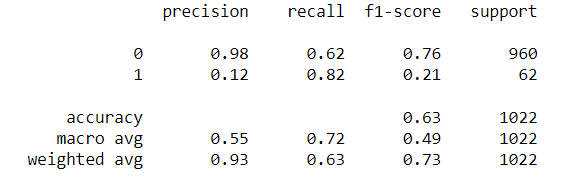 precision recall f1-score support
0 0.98 0.62 0.76 960
1 0.12 0.82 0.21 62
accuracy 0.63 1022
macro avg 0.55 0.72 0.49 1022
weighted avg 0.93 0.63 0.73 1022